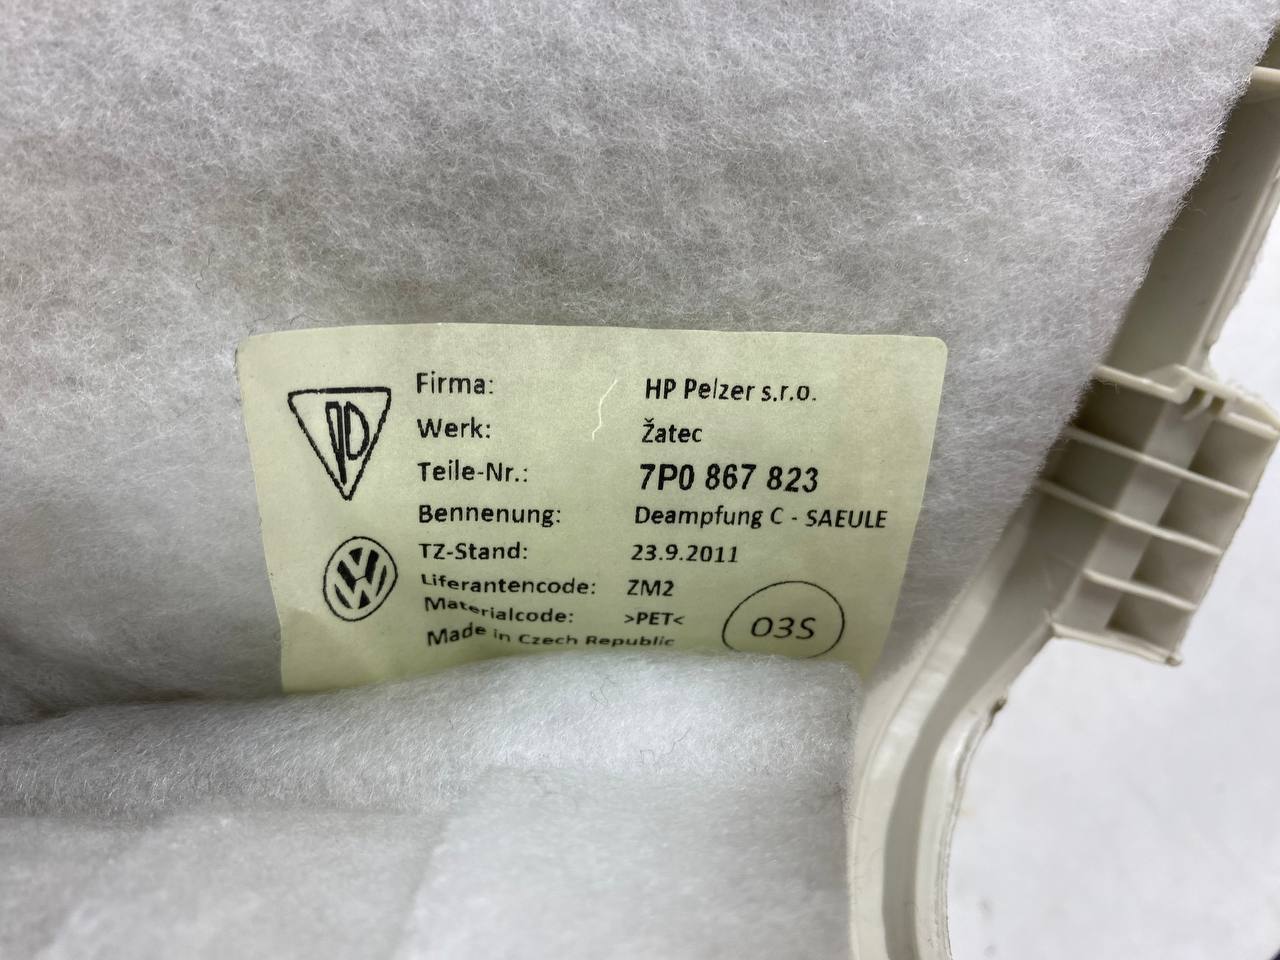 Firma: HP Pelzer s.r.o.
Werk: Žatec
Teile-Nr.: 7P0 867 823
Bennenung: Deampfung C - SAEULE
TZ-Stand: 23.9.2011
Liferantencode: ZM2
Materialcode: >PET<
Made in Czech Republic
03S